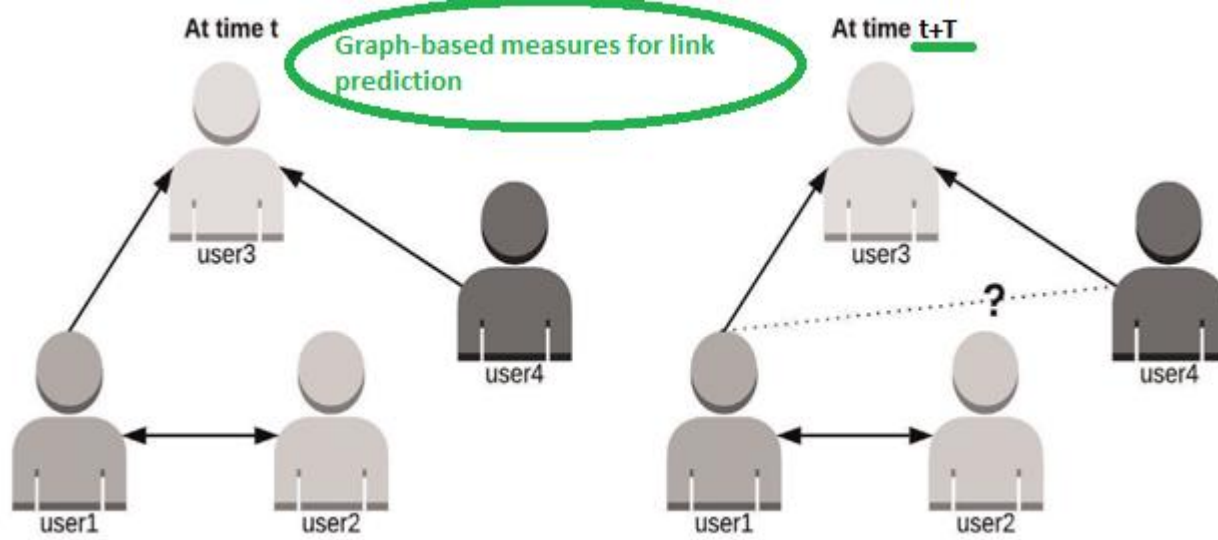 At time t
Graph-based measures for link
prediction
At time t+T
user3
user4
user1
user2
user3
?
user4
user1
user2